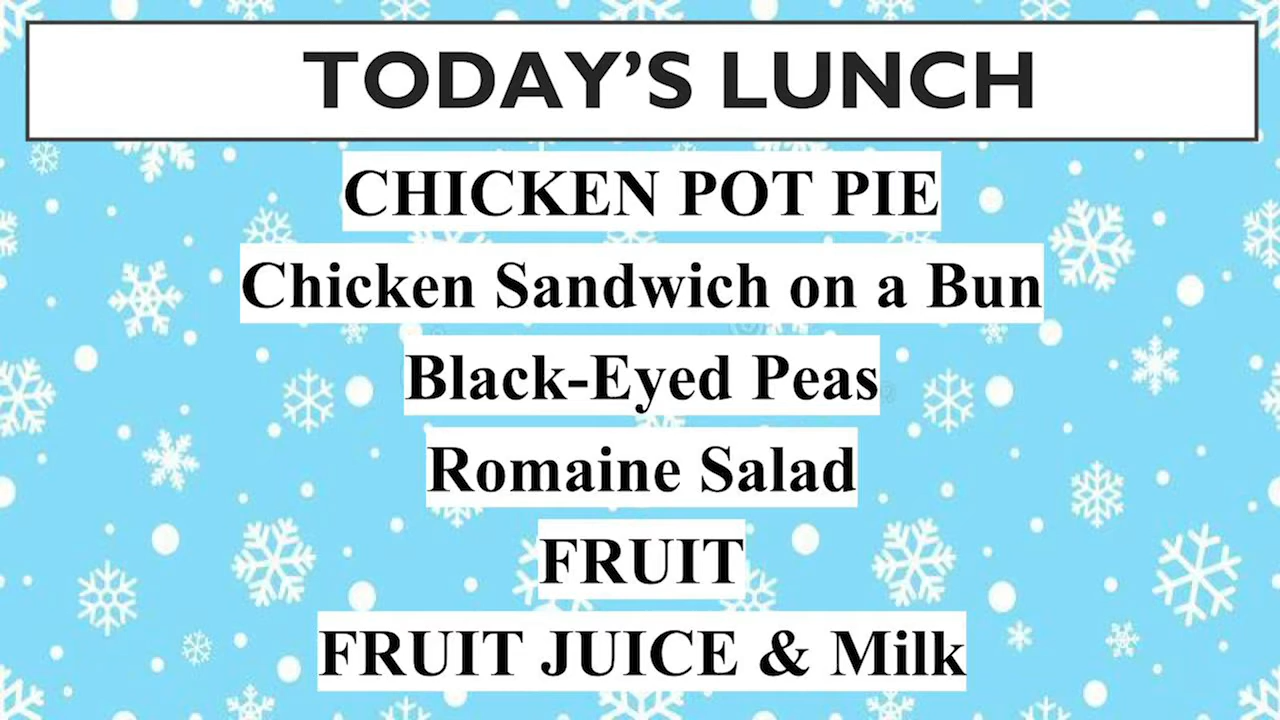 TODAY’S LUNCH
CHICKEN POT PIE
Chicken Sandwich on a Bun
Black-Eyed Peas
Romaine Salad
FRUIT
FRUIT JUICE & Milk